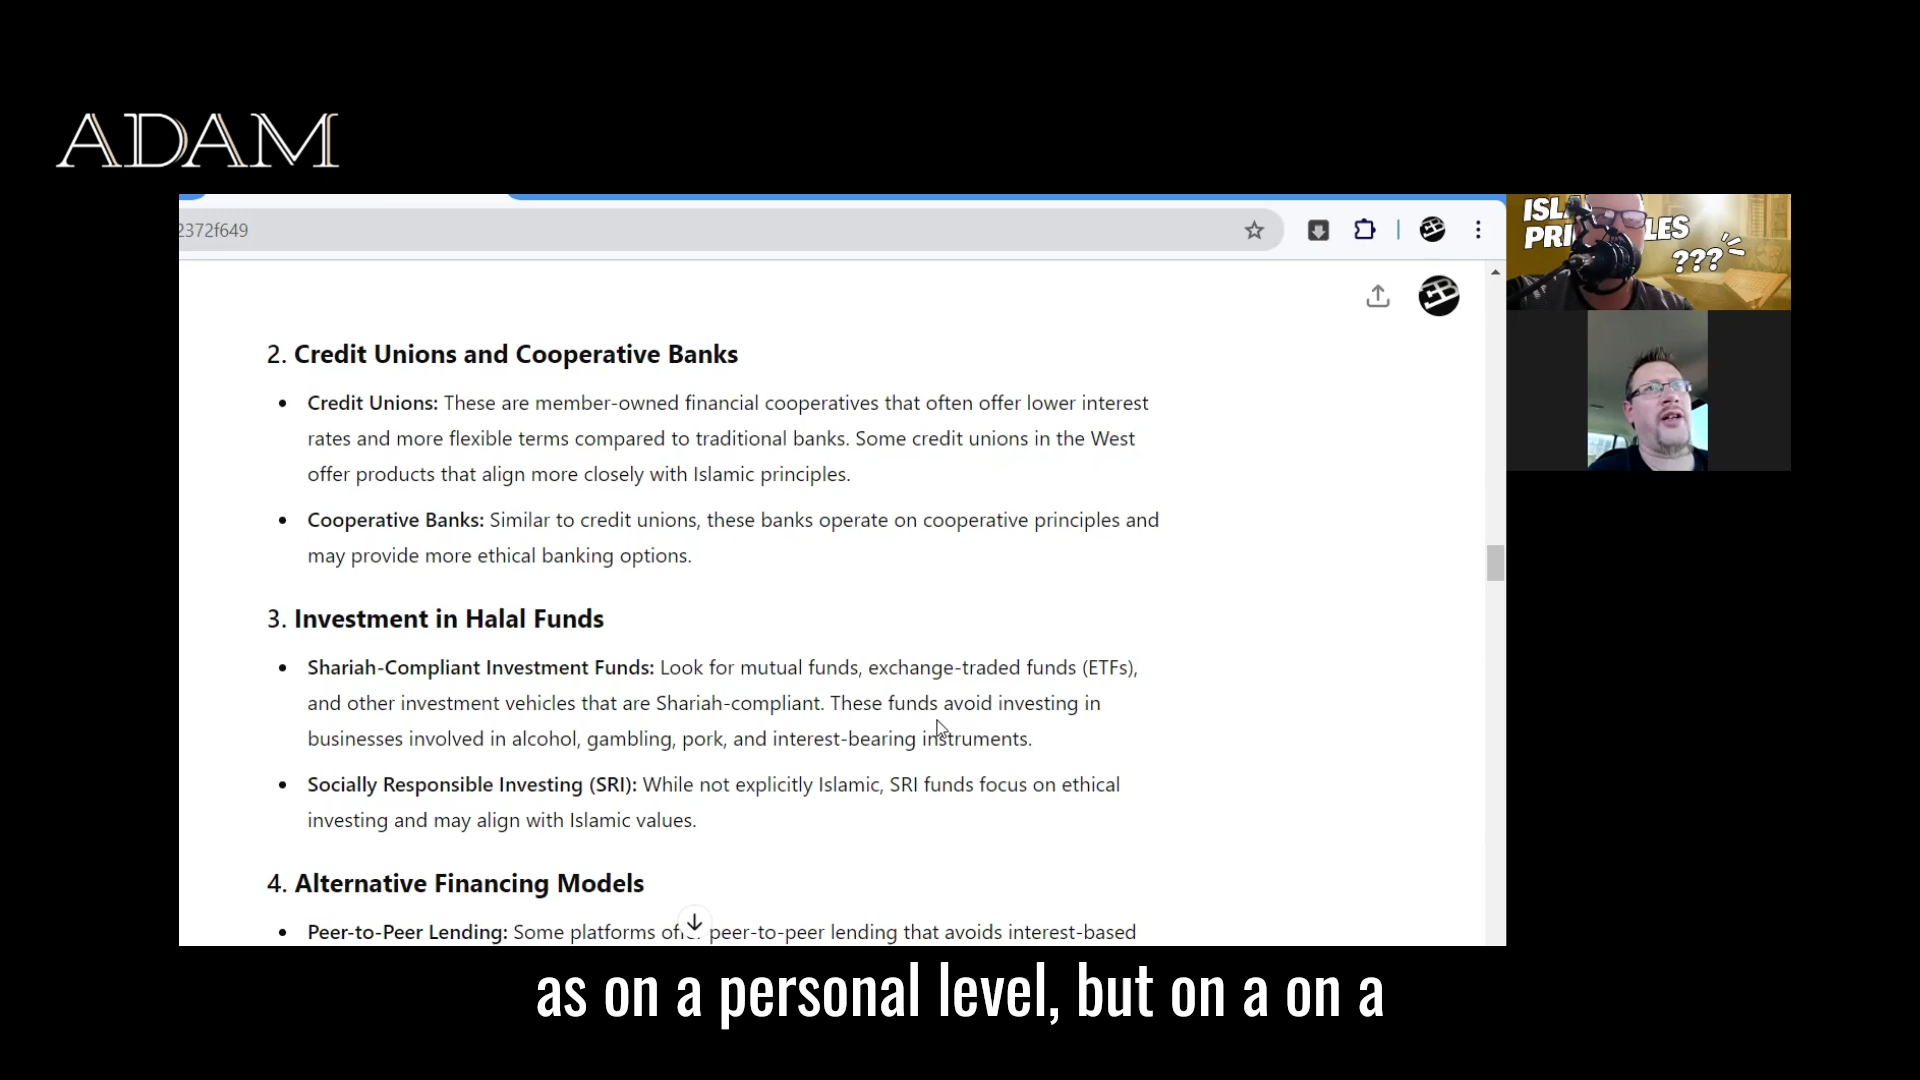 ADAM
2372f649
2. Credit Unions and Cooperative Banks
• Credit Unions: These are member-owned financial cooperatives that often offer lower interest
rates and more flexible terms compared to traditional banks. Some credit unions in the West
offer products that align more closely with Islamic principles.
• Cooperative Banks: Similar to credit unions, these banks operate on cooperative principles and
may provide more ethical banking options.
3. Investment in Halal Funds
• Shariah-Compliant Investment Funds: Look for mutual funds, exchange-traded funds (ETFs),
and other investment vehicles that are Shariah-compliant. These funds avoid investing in
businesses involved in alcohol, gambling, pork, and interest-bearing instruments.
• Socially Responsible Investing (SRI): While not explicitly Islamic, SRI funds focus on ethical
investing and may align with Islamic values.
4. Alternative Financing Models
• Peer-to-Peer Lending: Some platforms peer-to-peer lending that avoids interest-based
???
as on a personal level, but on a on a